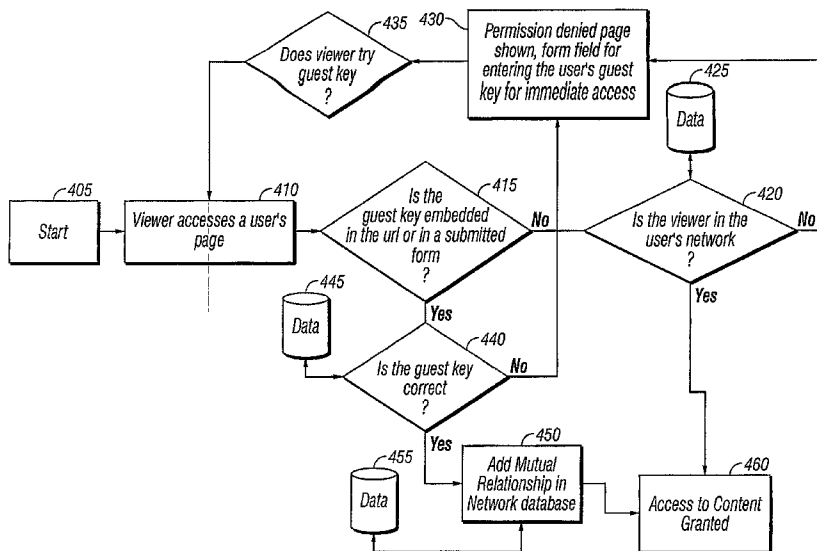 435
Does viewer try
guest key
?
430
Permission denied page
shown, form field for
entering the user's guest
key for immediate access
425
Data
405
Start
410
Viewer accesses a user's
page
415
Is the
guest key embedded
in the url or in a submitted
form
?
No
420
Is the viewer in the
user's network
?
No
Yes
Yes
445
Data
440
Is the guest key
correct
?
No
Yes
455
Data
450
Add Mutual
Relationship in
Network database
460
Access to Content
Granted